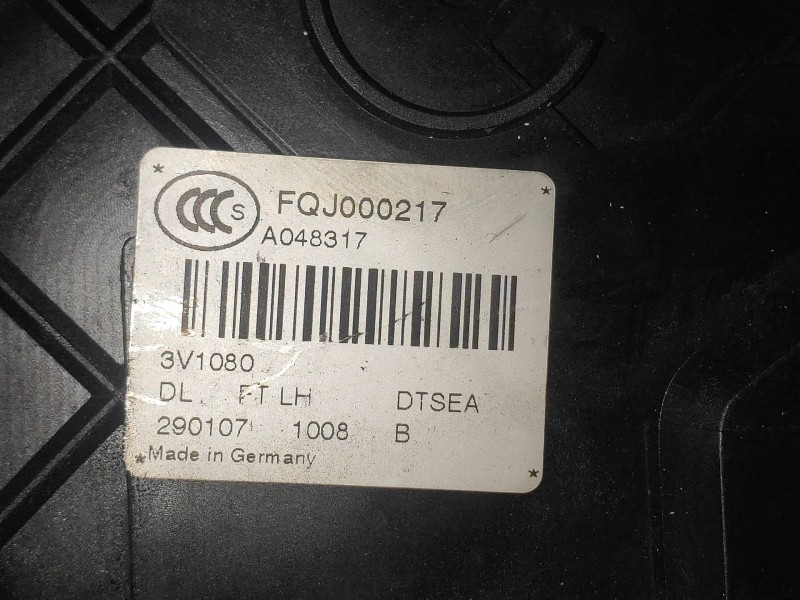 CCC S
FQJ000217
A048317
3V1080
DL FT LH DTSEA
290107 1008 B
Made in Germany